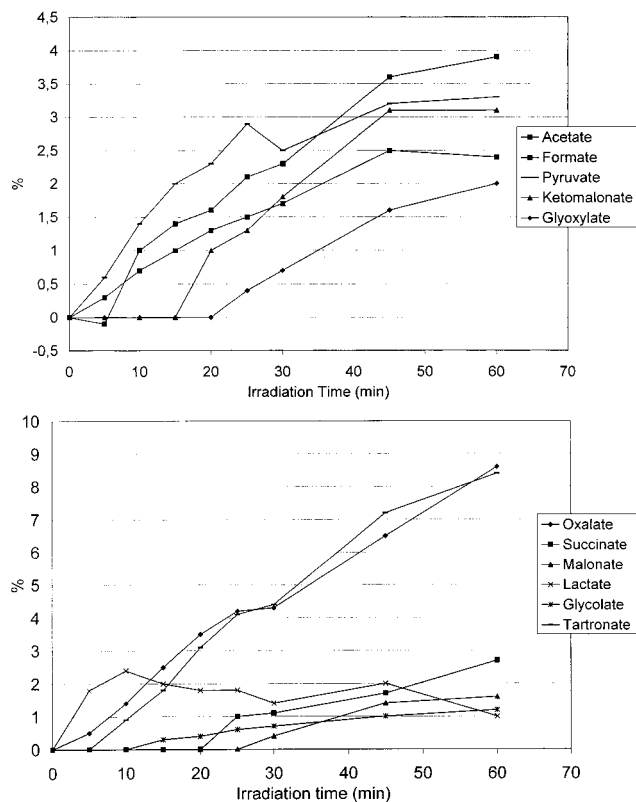 4,5
4
3,5
3
2,5
2
1,5
1
0,5
0
-0,5
%
0 10 20 30 40 50 60 70
Irradiation Time (min)
Acetate
Formate
Pyruvate
Ketomalonate
Glyoxylate
10
9
8
7
6
5
4
3
2
1
0
%
0 10 20 30 40 50 60 70
Irradiation time (min)
Oxalate
Succinate
Malonate
Lactate
Glycolate
Tartronate